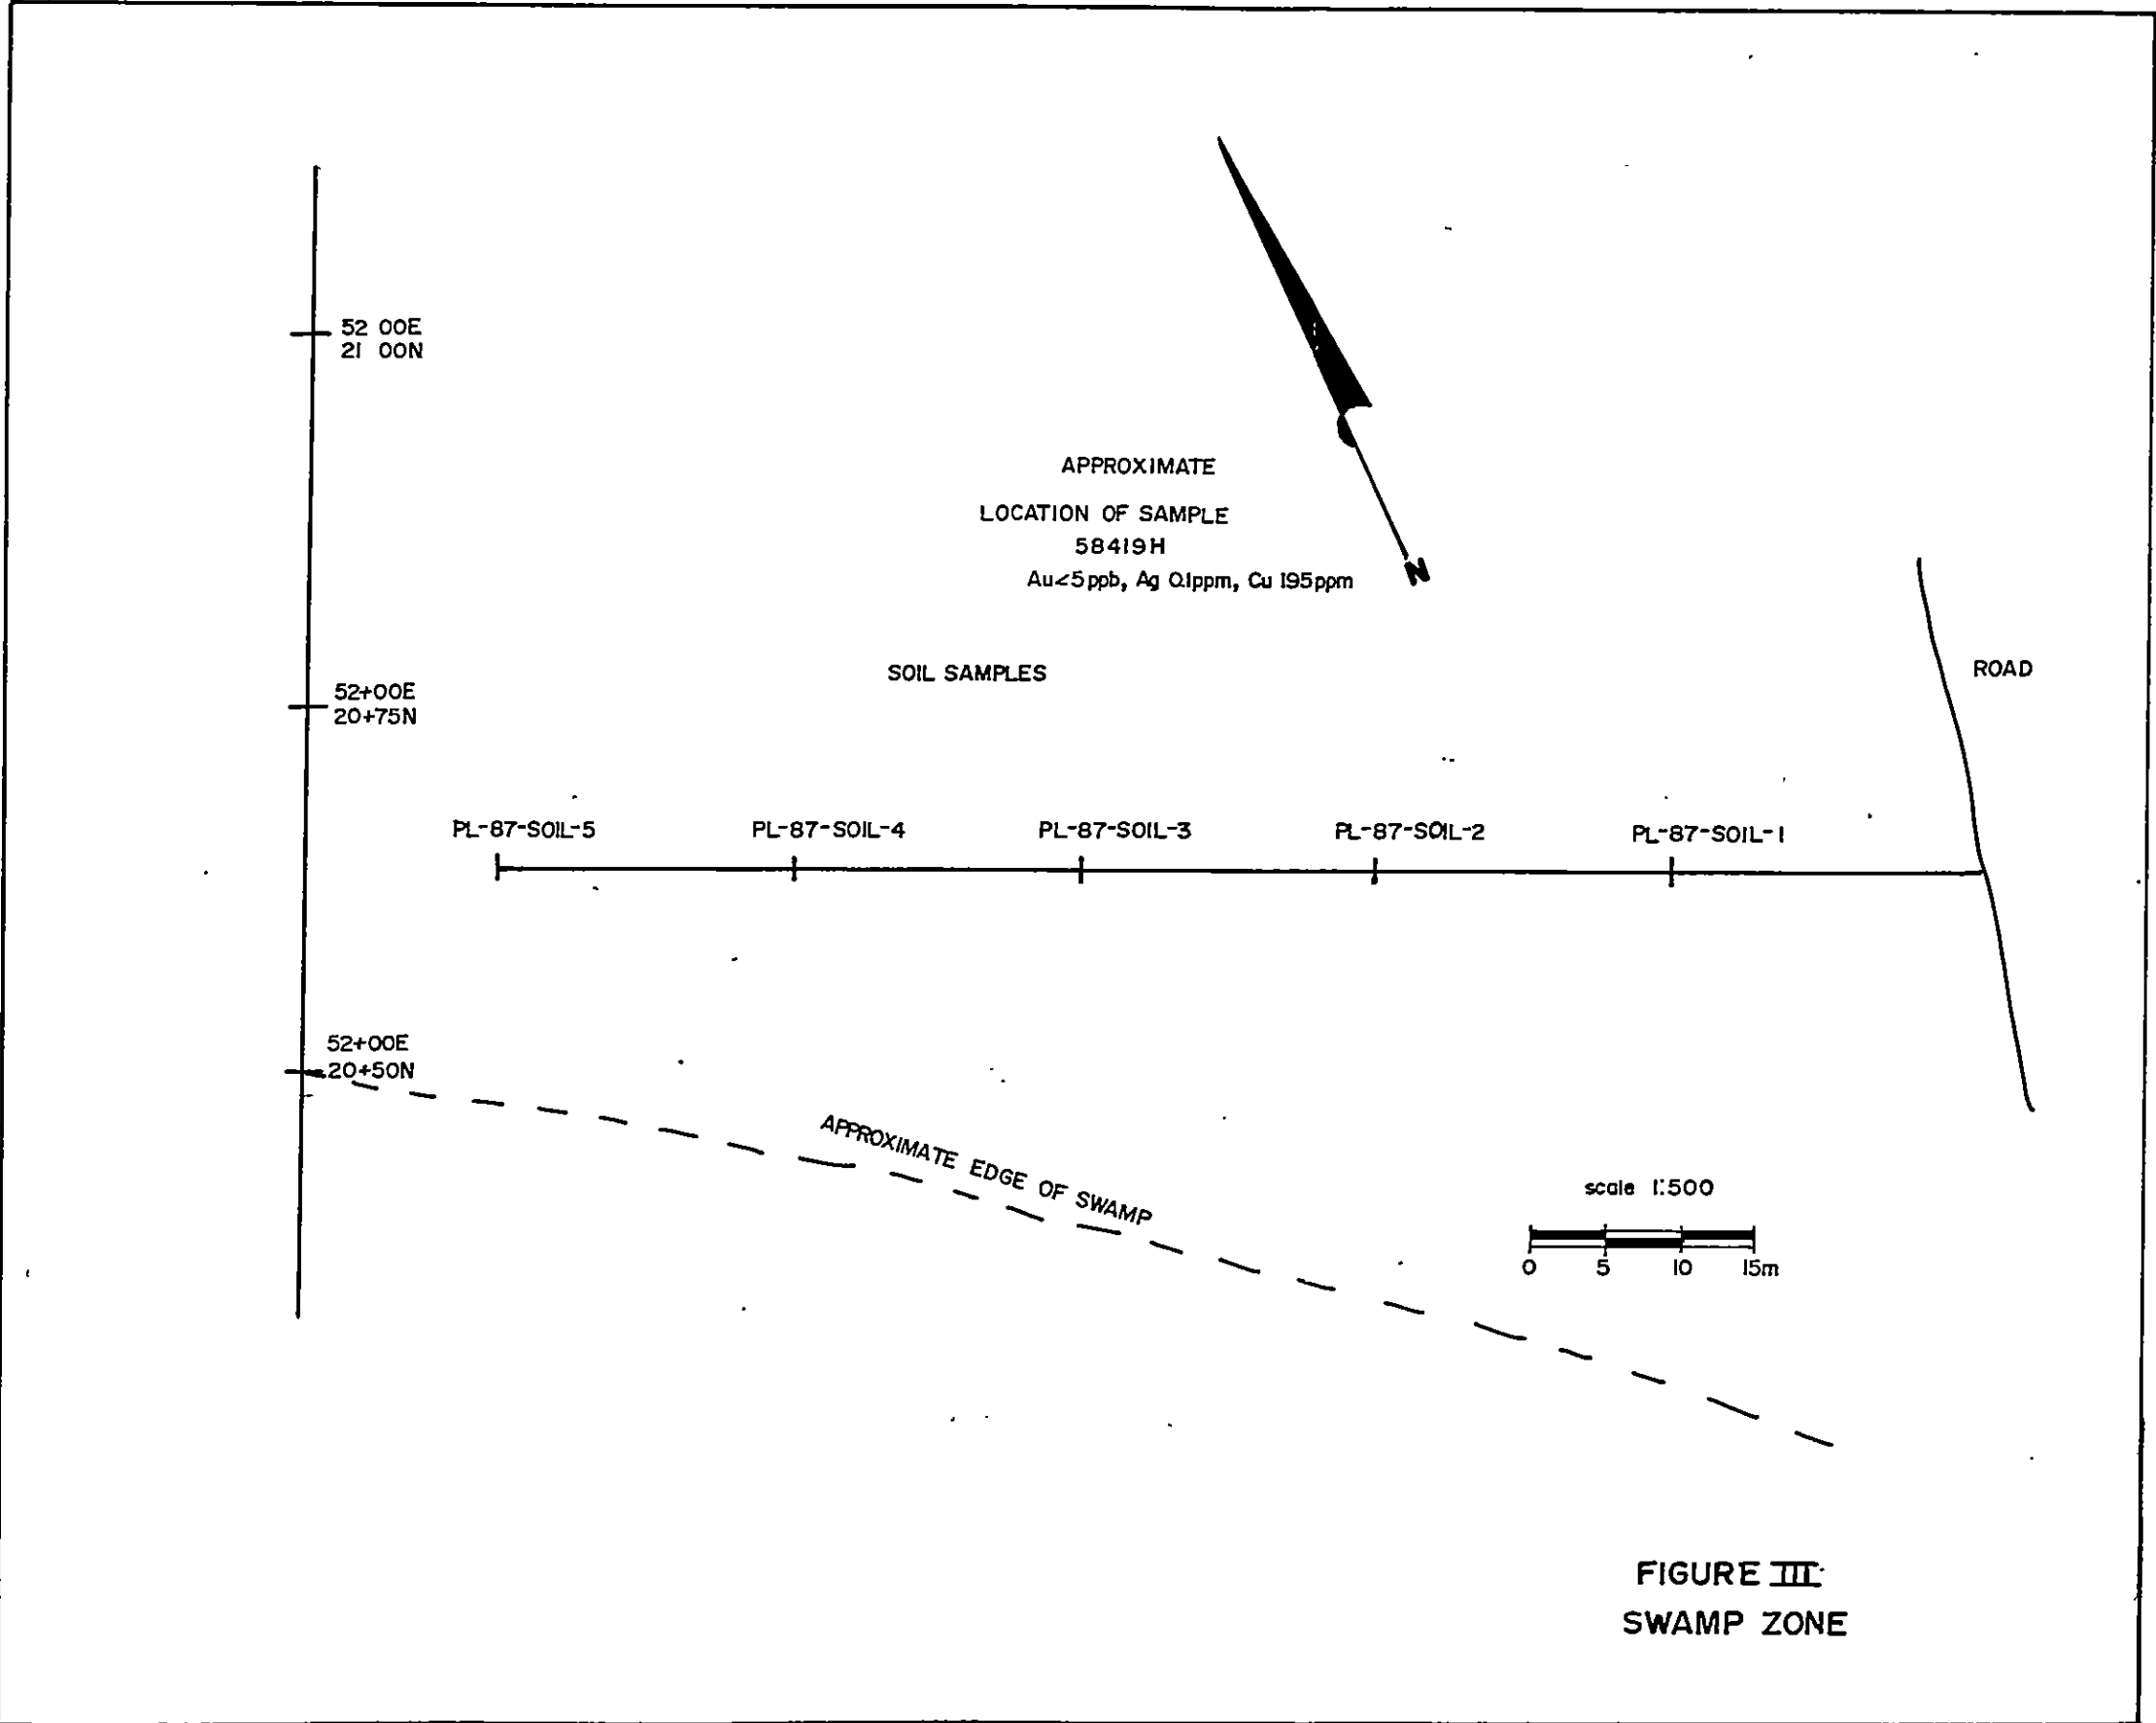 52 00E
21 00N
APPROXIMATE
LOCATION OF SAMPLE
58419H
Au<5ppb, Ag 0.1ppm, Cu 195ppm
N
SOIL SAMPLES
ROAD
52+00E
20+75N
PL-87-SOIL-5
PL-87-SOIL-4
PL-87-SOIL-3
PL-87-SOIL-2
PL-87-SOIL-1
52+00E
20+50N
APPROXIMATE EDGE OF SWAMP
scale 1:500
0 5 10 15m
FIGURE III
SWAMP ZONE